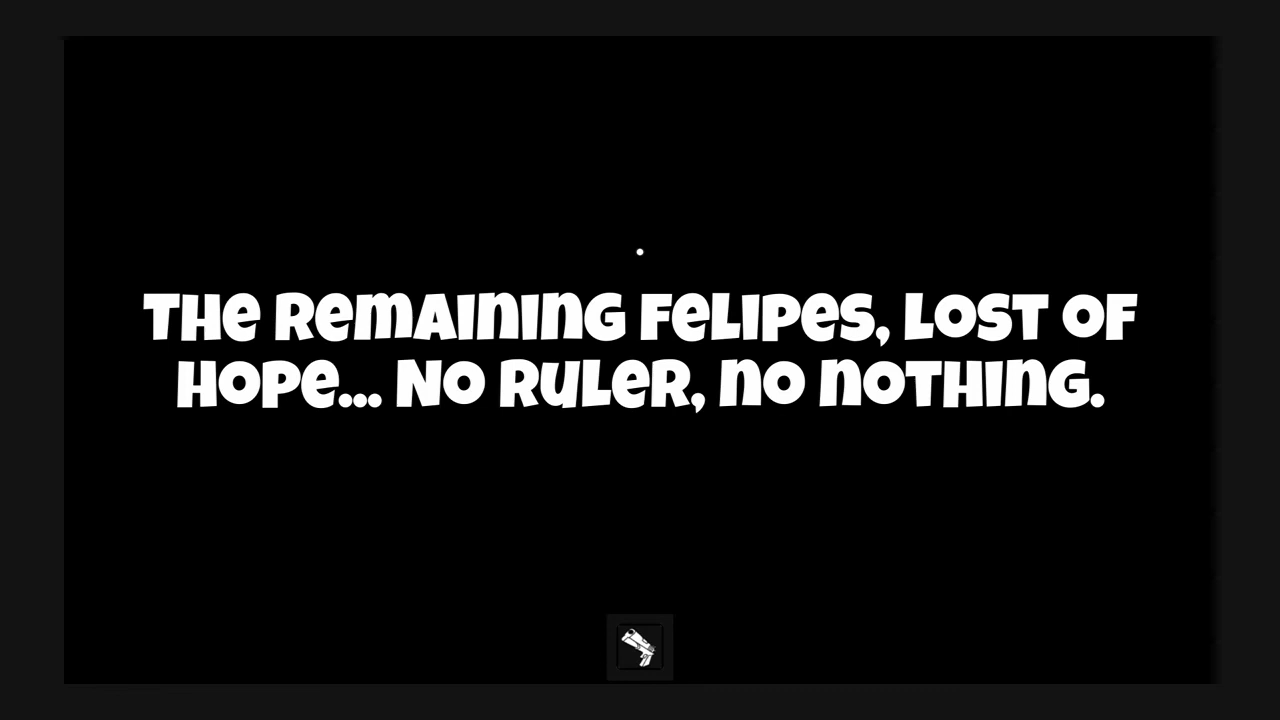 The Remaining Felipes, Lost of
Hope... No Ruler, no nothing.